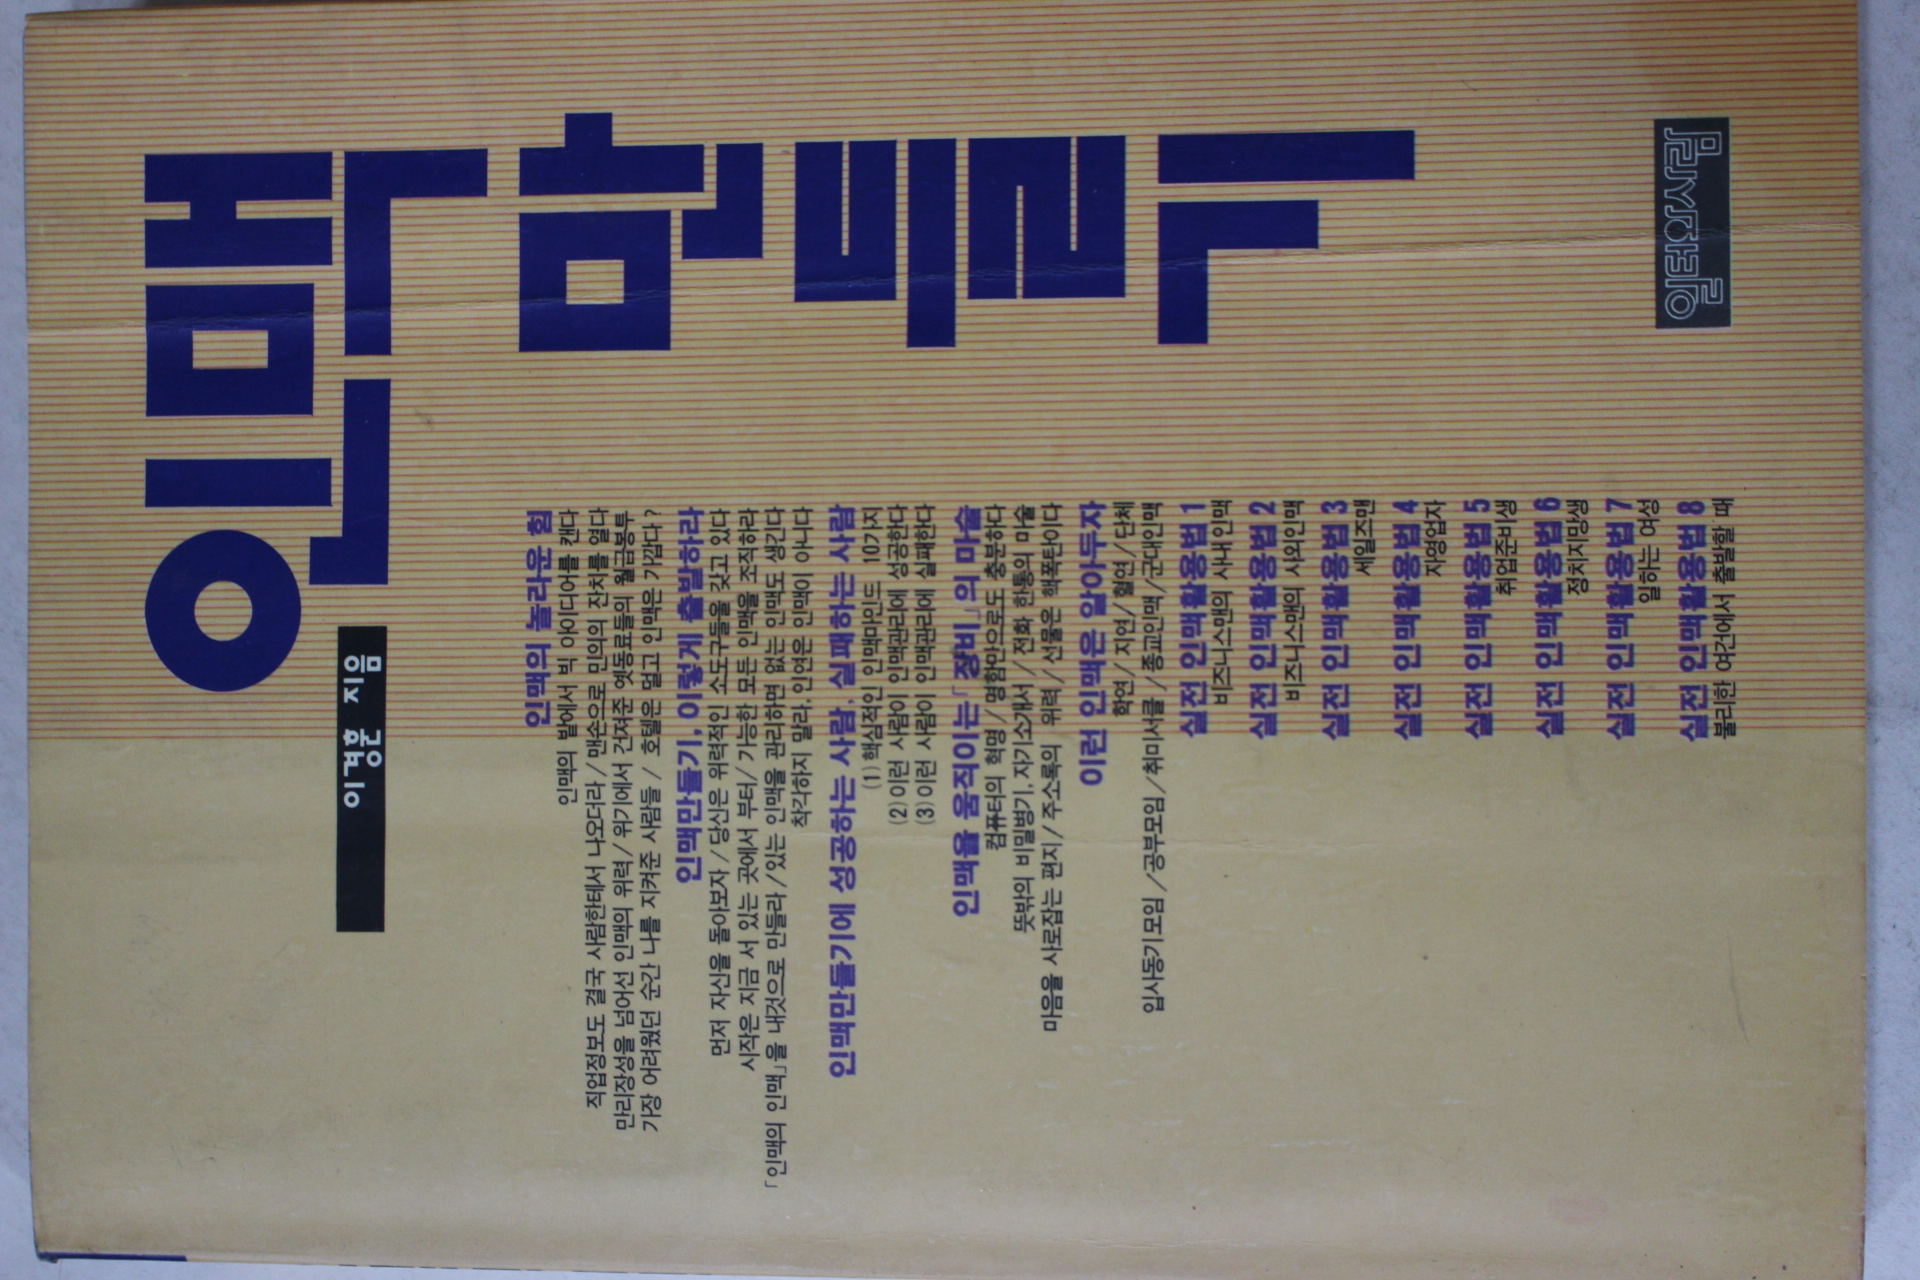 인맥
만
들
기
이경훈 지음
인맥의 놀라운 힘
인맥의 밭에서 빅 아이디어를 캔다
직업정보도 결국 사람한테서 나오더라/맨손으로 민의의 잔치를 열다
만리장성을 넘어선 인맥의 위력/위기에서 건져준 옛동료들의 월급봉투
가장 어려웠던 순간 나를 지켜준 사람들/호텔은 멀고 인맥은 가깝다?
인맥만들기, 이렇게 출발하라
먼저 자신을 돌아보자/당신은 위력적인 소도구들을 갖고 있다
시작은 지금 서 있는 곳에서 부터/가능한 모든 인맥을 조직하라
「인맥의 인맥」을 내것으로 만들라/있는 인맥을 관리하면 없는 인맥도 생긴다
착각하지 말라, 인연은 인맥이 아니다
인맥만들기에 성공하는 사람, 실패하는 사람
(1) 핵심적인 인맥마인드 10가지
(2) 이런 사람이 인맥관리에 성공한다
(3) 이런 사람이 인맥관리에 실패한다
인맥을 움직이는「장비」의 마술
컴퓨터의 혁명/명함만으로도 충분하다
뜻밖의 비밀병기, 자기소개서/전화 한통의 마술
마음을 사로잡는 편지/주소록의 위력/선물은 핵폭탄이다
이런 인맥은 알아두자
학연/지연/혈연/단체
입사동기모임/공부모임/취미서클/종교인맥/군대인맥
실전 인맥활용법 1
비즈니스맨의 사내인맥
실전 인맥활용법 2
비즈니스맨의 사외인맥
실전 인맥활용법 3
세일즈맨
실전 인맥활용법 4
자영업자
실전 인맥활용법 5
취업준비생
실전 인맥활용법 6
정치지망생
실전 인맥활용법 7
일하는 여성
실전 인맥활용법 8
불리한 여건에서 출발할 때